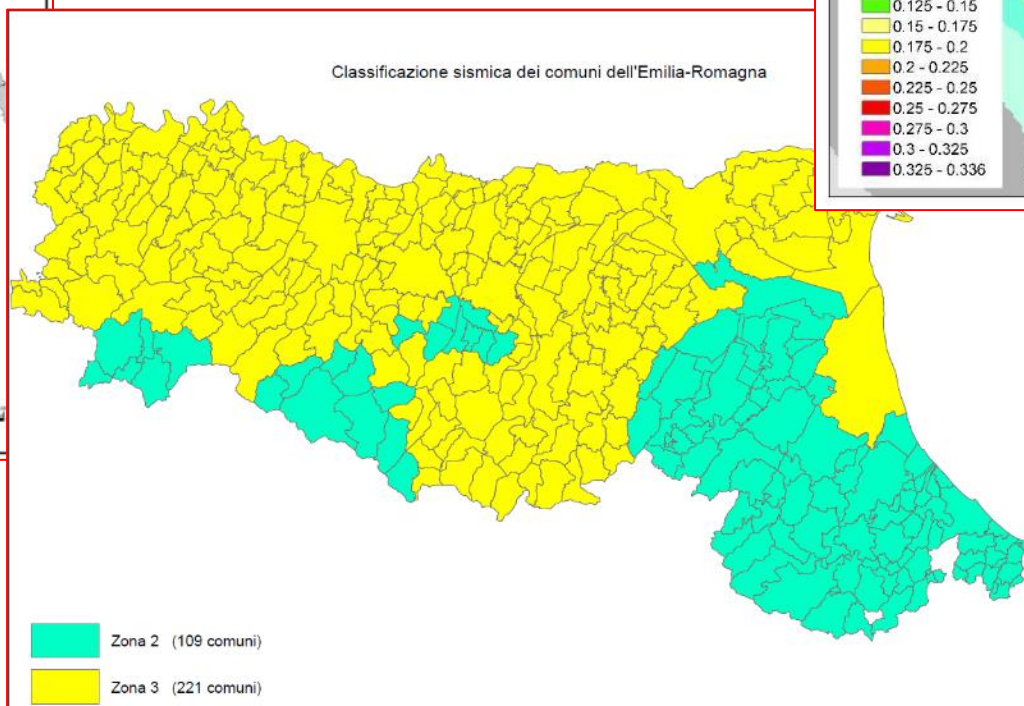 0.125 - 0.15
0.15 - 0.175
0.175 - 0.2
0.2 - 0.225
0.225 - 0.25
0.25 - 0.275
0.275 - 0.3
0.3 - 0.325
0.325 - 0.336
Classificazione sismica dei comuni dell'Emilia-Romagna
Zona 2 (109 comuni)
Zona 3 (221 comuni)